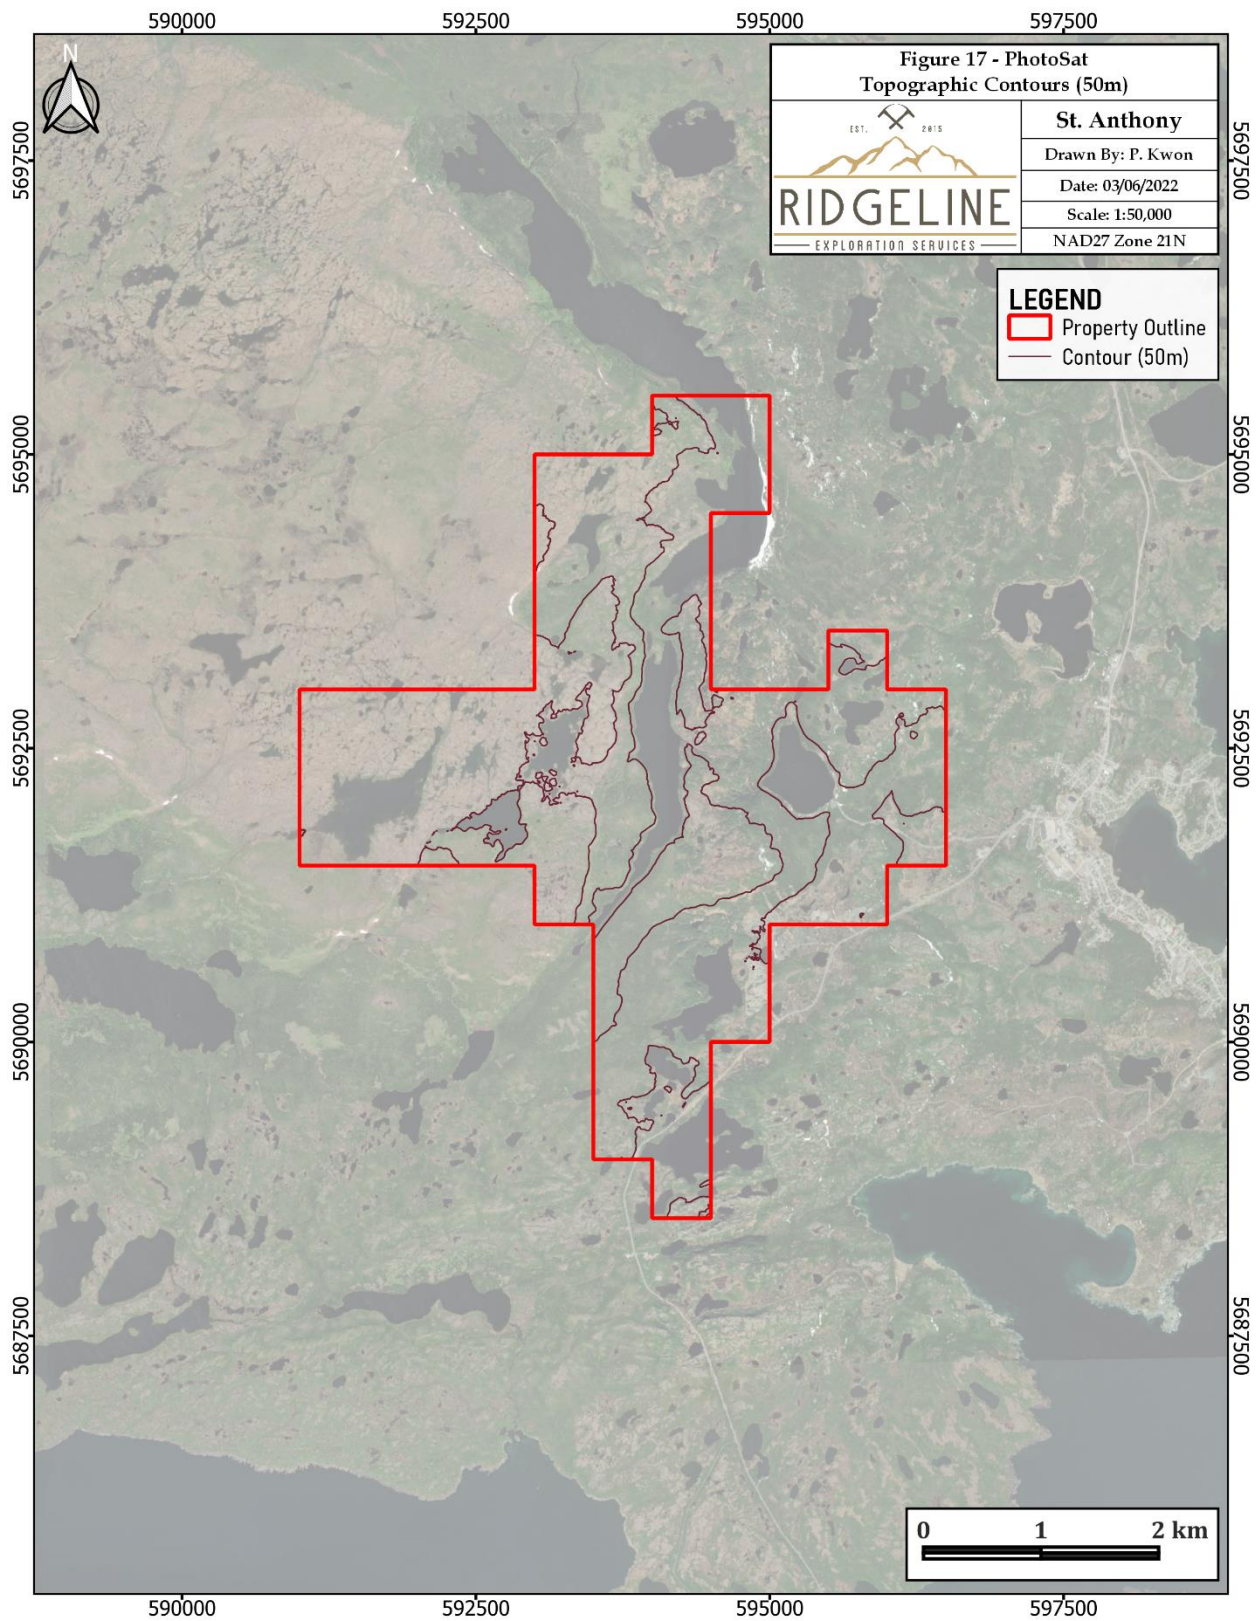 590000 592500 595000 597500
Figure 17 - PhotoSat
Topographic Contours (50m)
EST. 2015
RIDGELINE
EXPLORATION SERVICES
St. Anthony
Drawn By: P. Kwon
Date: 03/06/2022
Scale: 1:50,000
NAD27 Zone 21N
N
LEGEND
Property Outline
Contour (50m)
5697500 5697500
5695000 5695000
5692500 5692500
5690000 5690000
5687500 5687500
0 1 2 km
590000 592500 595000 597500